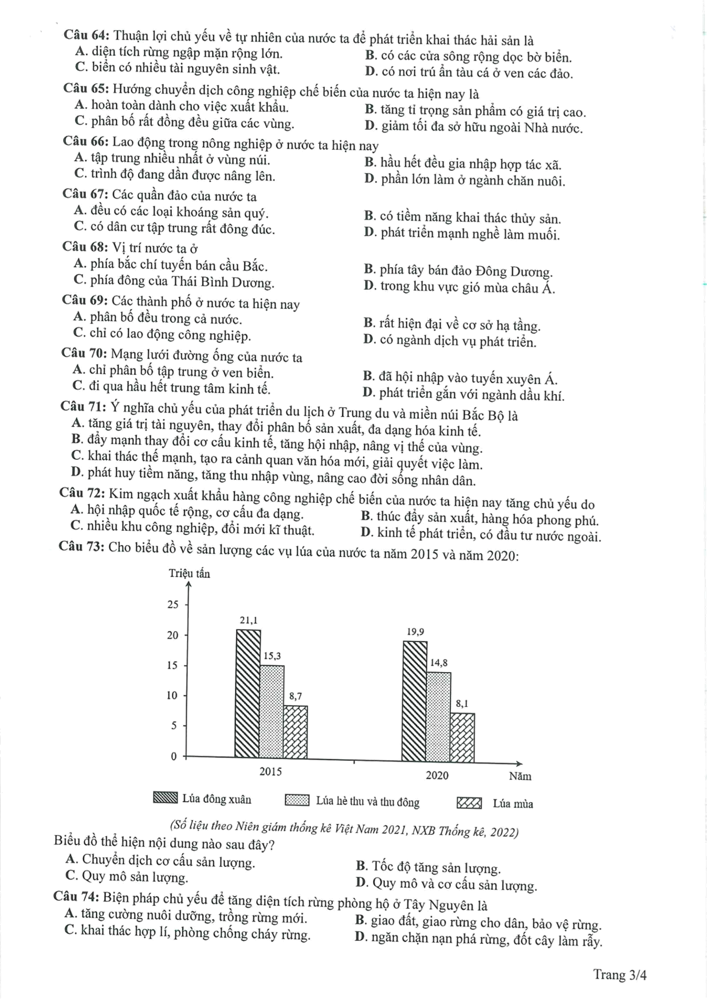 Câu 64: Thuận lợi chủ yếu về tự nhiên của nước ta để phát triển khai thác hải sản là
A. diện tích rừng ngập mặn rộng lớn. B. có các cửa sông rộng dọc bờ biển.
C. biển có nhiều tài nguyên sinh vật. D. có nơi trú ẩn tàu cá ở ven các đảo.
Câu 65: Hướng chuyển dịch công nghiệp chế biến của nước ta hiện nay là
A. hoàn toàn dành cho việc xuất khẩu. B. tăng tỉ trọng sản phẩm có giá trị cao.
C. phân bố rất đồng đều giữa các vùng. D. giảm tối đa sở hữu ngoài Nhà nước.
Câu 66: Lao động trong nông nghiệp ở nước ta hiện nay
A. tập trung nhiều nhất ở vùng núi. B. hầu hết đều gia nhập hợp tác xã.
C. trình độ đang dần được nâng lên. D. phần lớn làm ở ngành chăn nuôi.
Câu 67: Các quần đảo của nước ta
A. đều có các loại khoáng sản quý. B. có tiềm năng khai thác thủy sản.
C. có dân cư tập trung rất đông đúc. D. phát triển mạnh nghề làm muối.
Câu 68: Vị trí nước ta ở
A. phía bắc chí tuyến bán cầu Bắc. B. phía tây bán đảo Đông Dương.
C. phía đông của Thái Bình Dương. D. trong khu vực gió mùa châu Á.
Câu 69: Các thành phố ở nước ta hiện nay
A. phân bố đều trong cả nước. B. rất hiện đại về cơ sở hạ tầng.
C. chỉ có lao động công nghiệp. D. có ngành dịch vụ phát triển.
Câu 70: Mạng lưới đường ống của nước ta
A. chỉ phân bố tập trung ở ven biển. B. đã hội nhập vào tuyến xuyên Á.
C. đi qua hầu hết trung tâm kinh tế. D. phát triển gắn với ngành dầu khí.
Câu 71: Ý nghĩa chủ yếu của phát triển du lịch ở Trung du và miền núi Bắc Bộ là
A. tăng giá trị tài nguyên, thay đổi phân bố sản xuất, đa dạng hóa kinh tế.
B. đẩy mạnh thay đổi cơ cấu kinh tế, tăng hội nhập, nâng vị thế của vùng.
C. khai thác thế mạnh, tạo ra cảnh quan văn hóa mới, giải quyết việc làm.
D. phát huy tiềm năng, tăng thu nhập vùng, nâng cao đời sống nhân dân.
Câu 72: Kim ngạch xuất khẩu hàng công nghiệp chế biến của nước ta hiện nay tăng chủ yếu do
A. hội nhập quốc tế rộng, cơ cấu đa dạng. B. thúc đẩy sản xuất, hàng hóa phong phú.
C. nhiều khu công nghiệp, đổi mới kĩ thuật. D. kinh tế phát triển, có đầu tư nước ngoài.
Câu 73: Cho biểu đồ về sản lượng các vụ lúa của nước ta năm 2015 và năm 2020:
Triệu tấn
25
21,1
20 19,9
15,3 14,8
15
10 8,7 8,1
5
0
2015 2020 Năm
Lúa đông xuân Lúa hè thu và thu đông Lúa mùa
(Số liệu theo Niên giám thống kê Việt Nam 2021, NXB Thống kê, 2022)
Biểu đồ thể hiện nội dung nào sau đây?
A. Chuyển dịch cơ cấu sản lượng. B. Tốc độ tăng sản lượng.
C. Quy mô sản lượng. D. Quy mô và cơ cấu sản lượng.
Câu 74: Biện pháp chủ yếu để tăng diện tích rừng phòng hộ ở Tây Nguyên là
A. tăng cường nuôi dưỡng, trồng rừng mới. B. giao đất, giao rừng cho dân, bảo vệ rừng.
C. khai thác hợp lí, phòng chống cháy rừng. D. ngăn chặn nạn phá rừng, đốt cây làm rẫy.
Trang 3/4